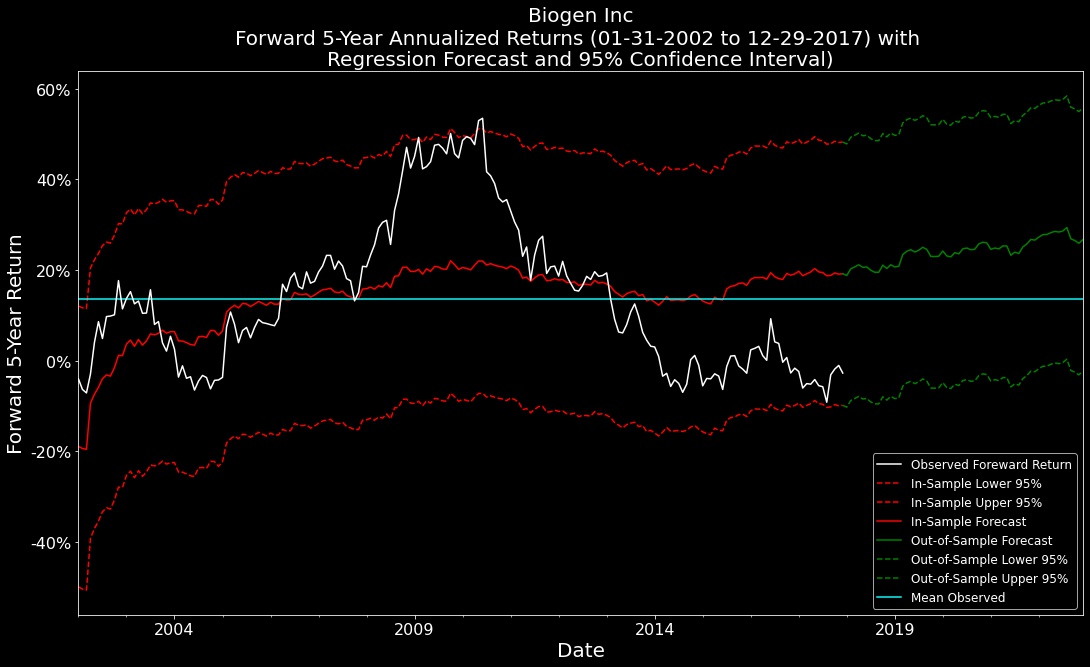 Biogen Inc
Forward 5-Year Annualized Returns (01-31-2002 to 12-29-2017) with
Regression Forecast and 95% Confidence Interval)
60%
40%
20%
0%
-20%
-40%
Forward 5-Year Return
2004
2009
2014
2019
Date
Observed Foreward Return
In-Sample Lower 95%
In-Sample Upper 95%
In-Sample Forecast
Out-of-Sample Forecast
Out-of-Sample Lower 95%
Out-of-Sample Upper 95%
Mean Observed